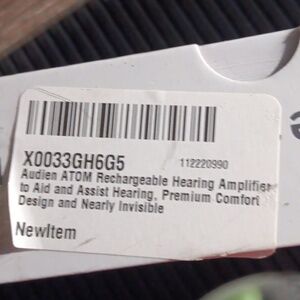 X0033GH6G5
112220990
Audien ATOM Rechargeable Hearing Amplifier
to Aid and Assist Hearing, Premium Comfort
Design and Nearly Invisible
NewItem